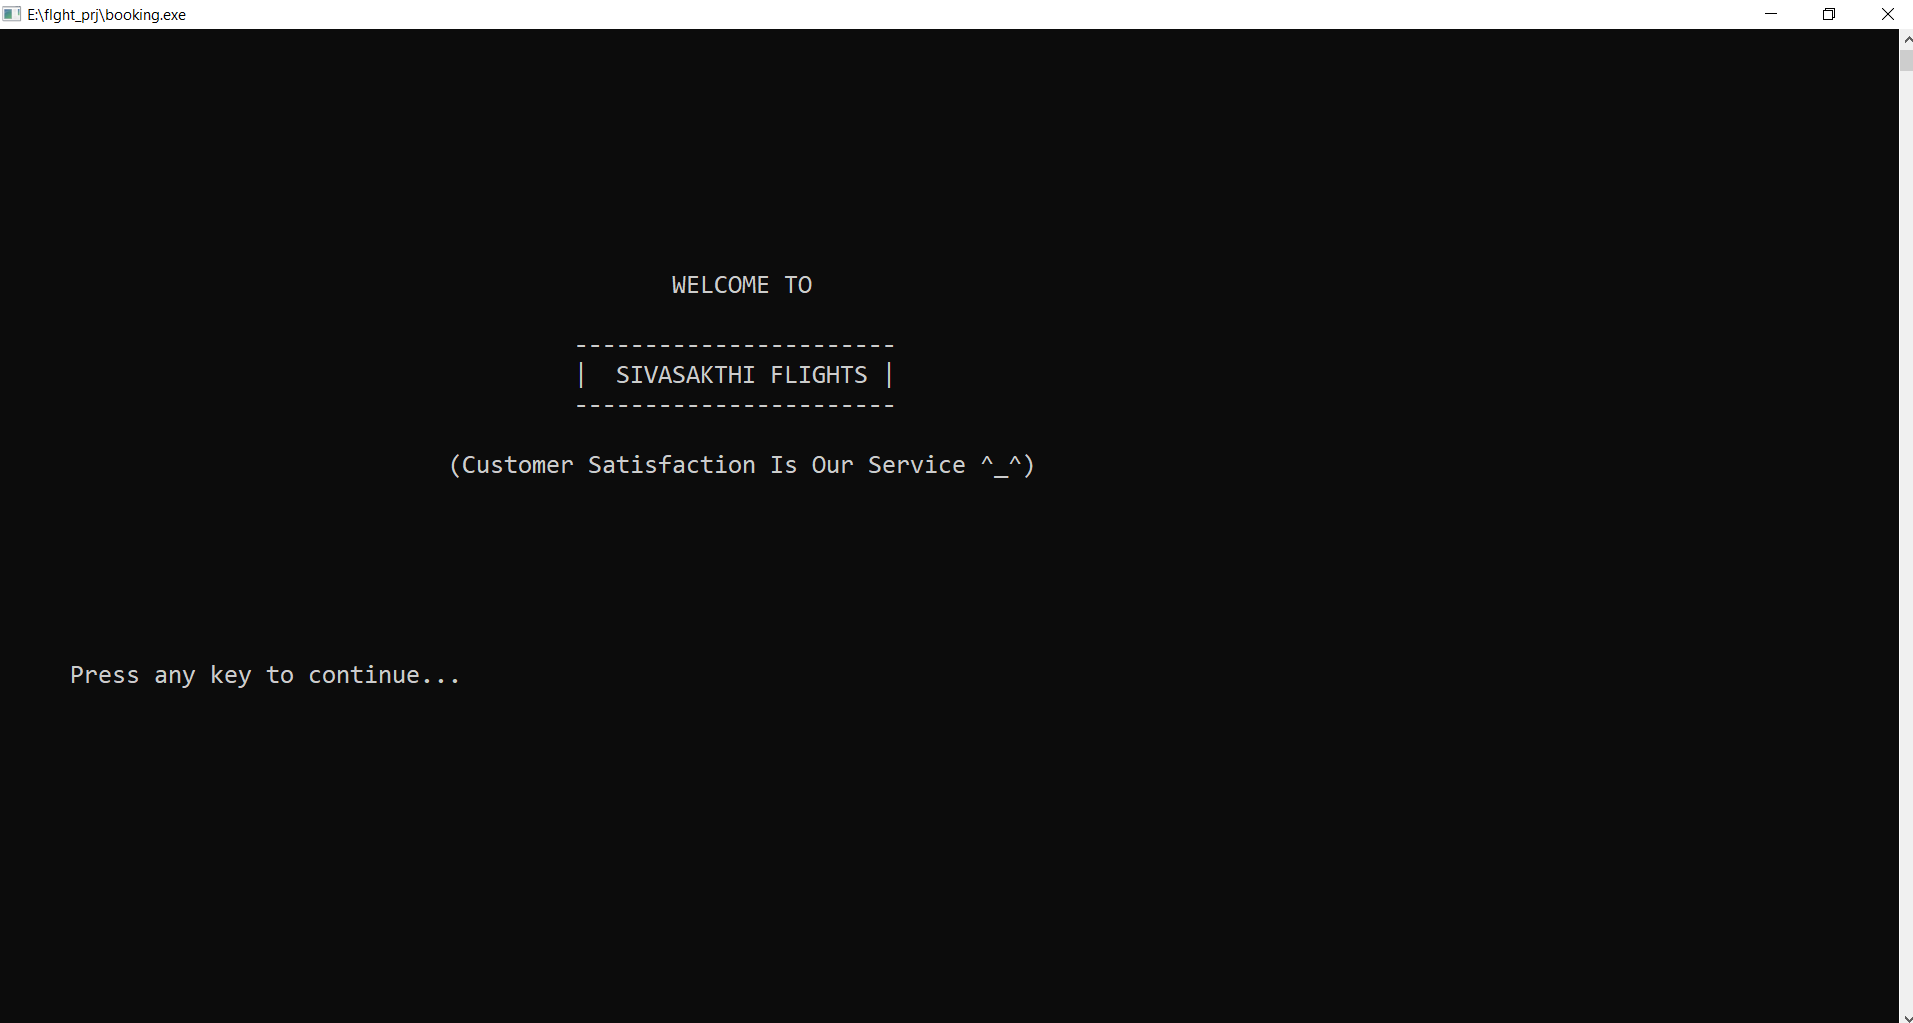 E:\flght_prj\booking.exe
WELCOME TO
-----------------------
|  SIVASAKTHI FLIGHTS |
-----------------------
(Customer Satisfaction Is Our Service ^_^)
Press any key to continue...